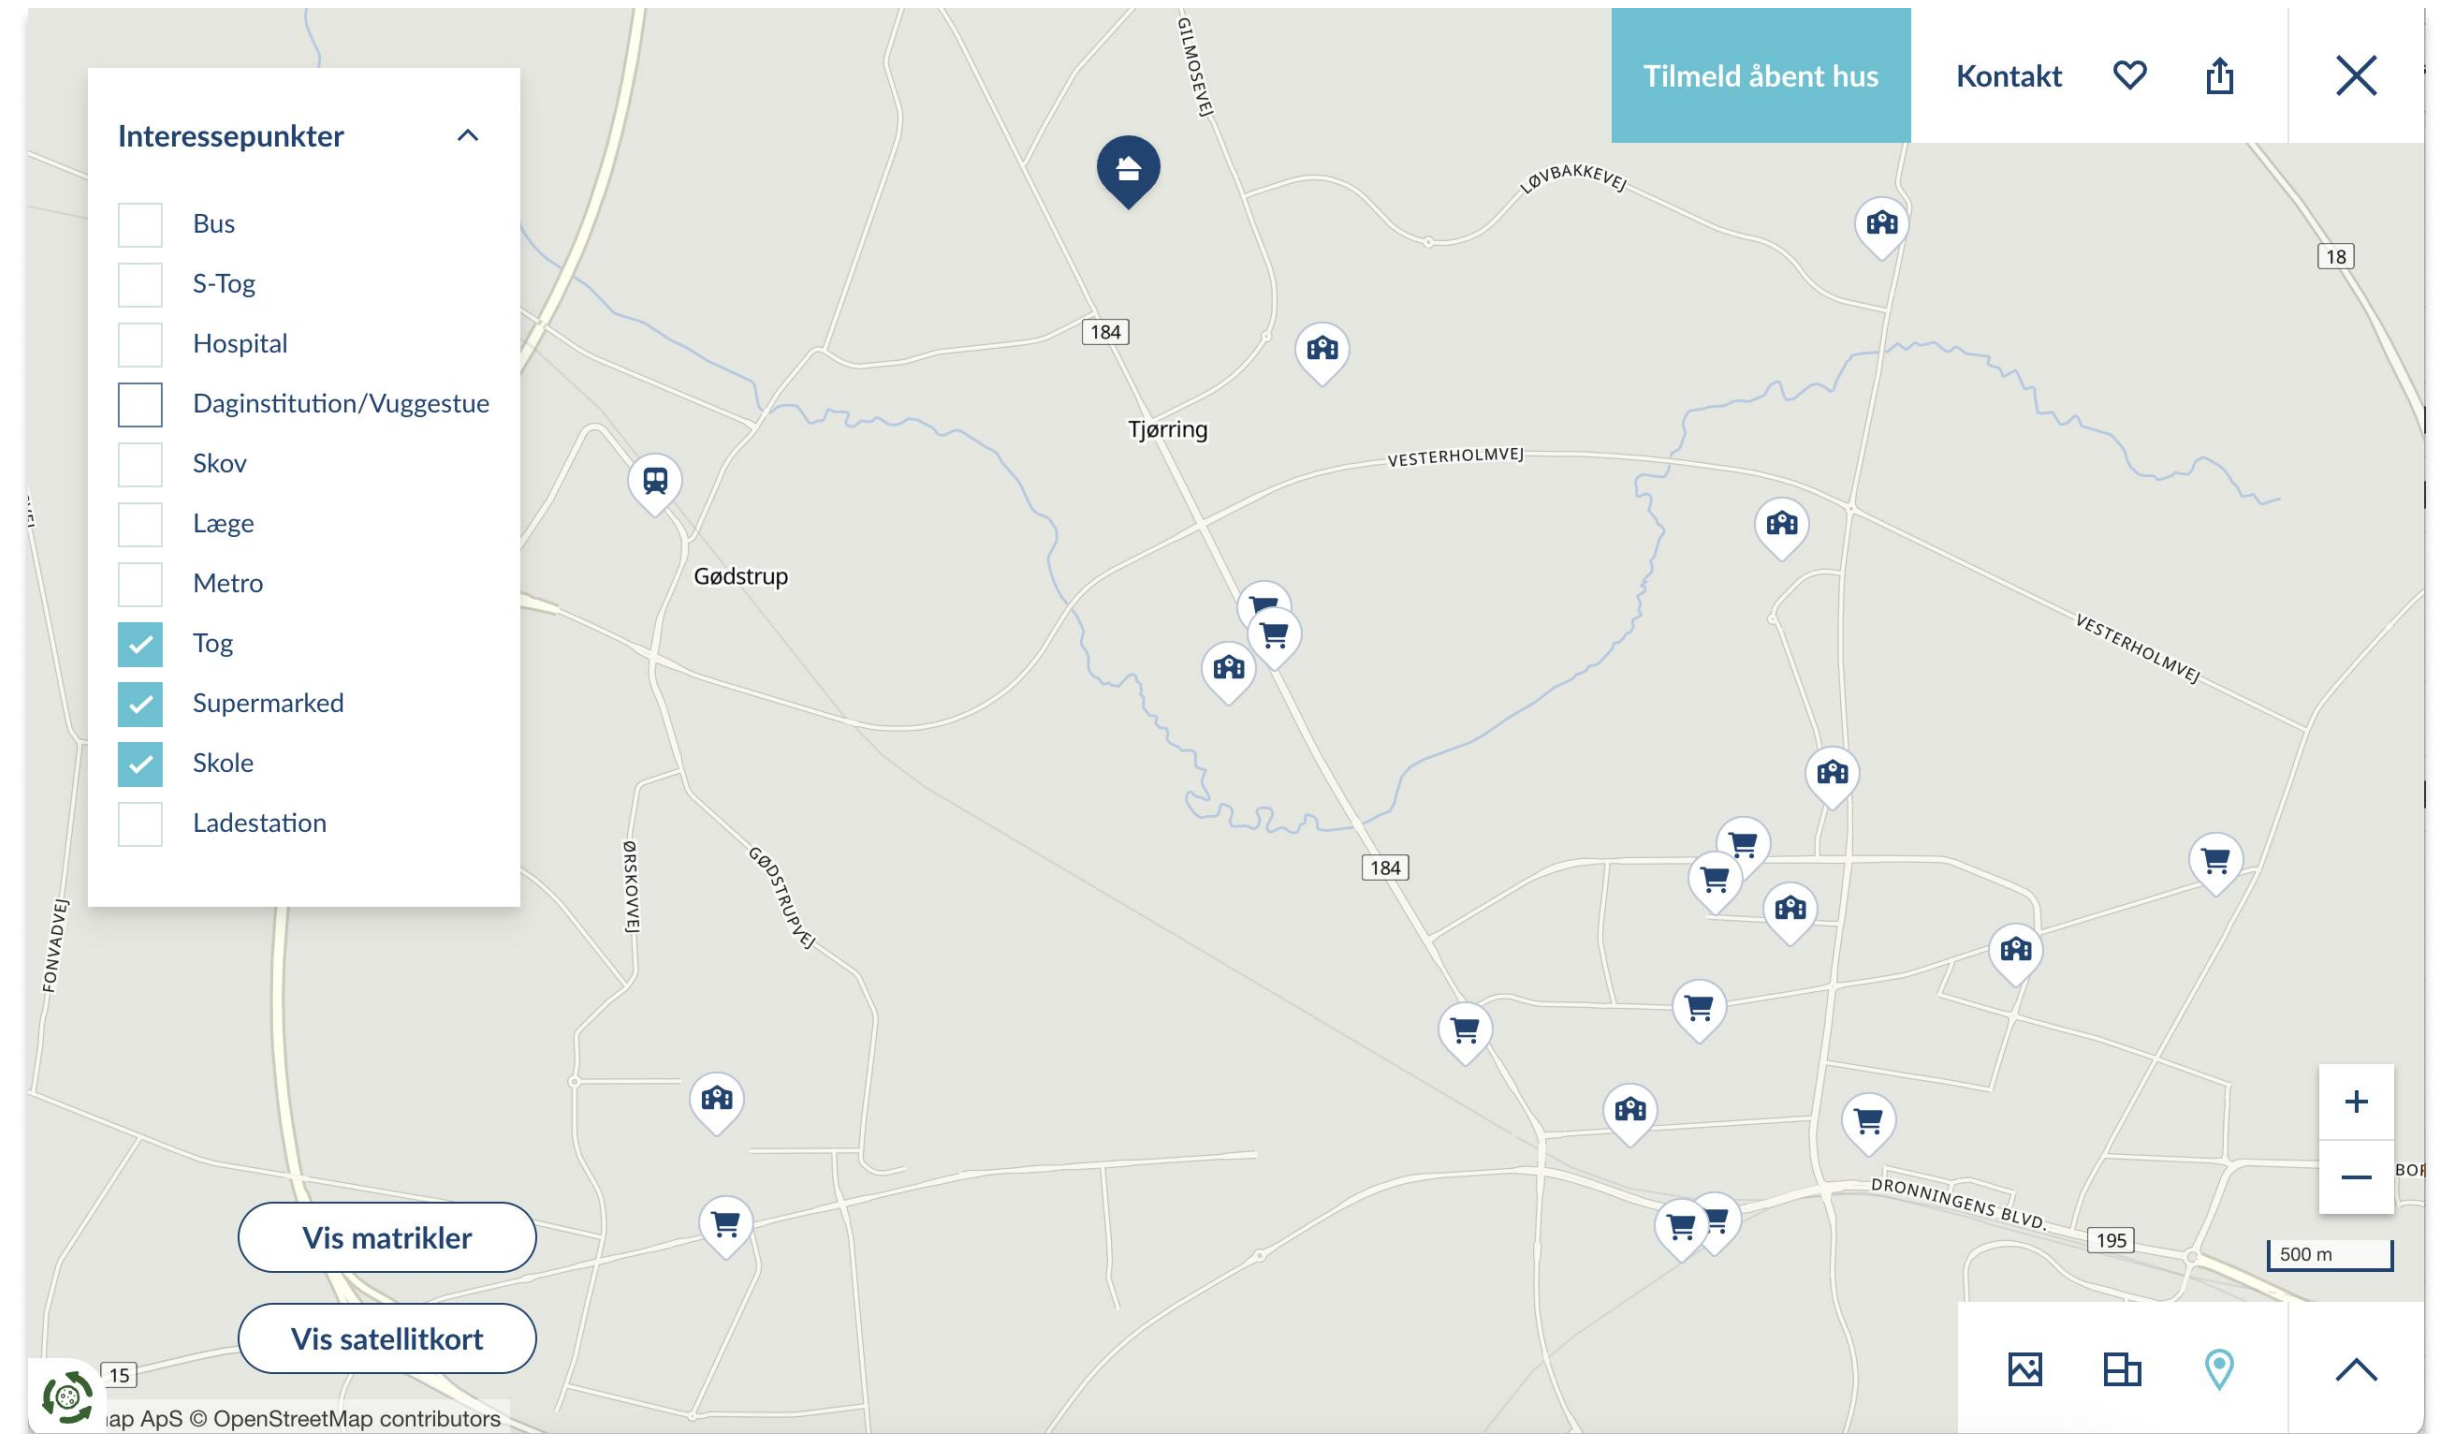 GILMOSEVEJ
Tilmeld åbent hus
Kontakt
Interessepunkter
Bus
S-Tog
Hospital
Daginstitution/Vuggestue
Skov
Læge
Metro
Tog
Supermarked
Skole
Ladestation
LØVBAKKEVEJ
18
184
Tjørring
VESTERHOLMVEJ
Gødstrup
VESTERHOLMVEJ
184
ØRSKOVVEJ
GØDSTRUPVEJ
FONVADVEJ
DRONNINGENS BLVD.
195
500 m
Vis matrikler
Vis satellitkort
15
ApS © OpenStreetMap contributors